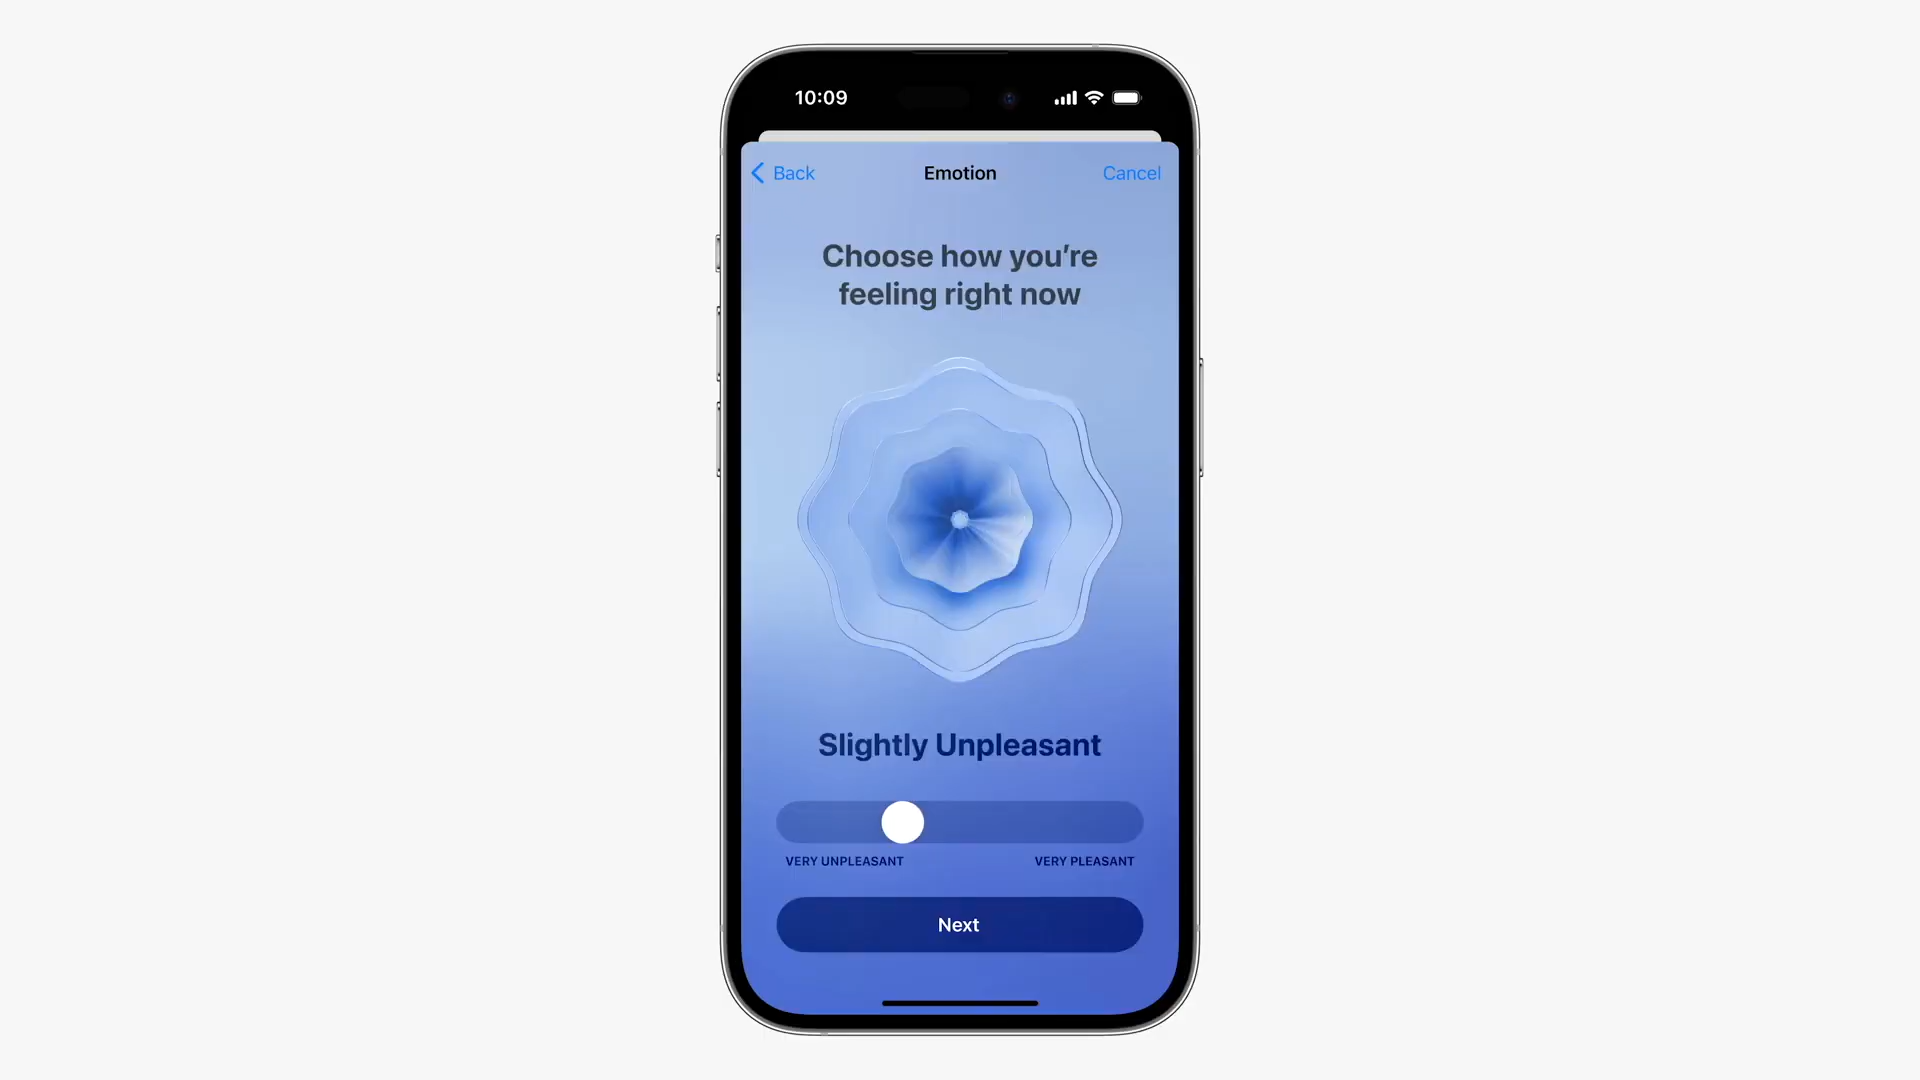 10:09
Back
Emotion
Cancel
Choose how you’re
feeling right now
Slightly Unpleasant
VERY UNPLEASANT
VERY PLEASANT
Next